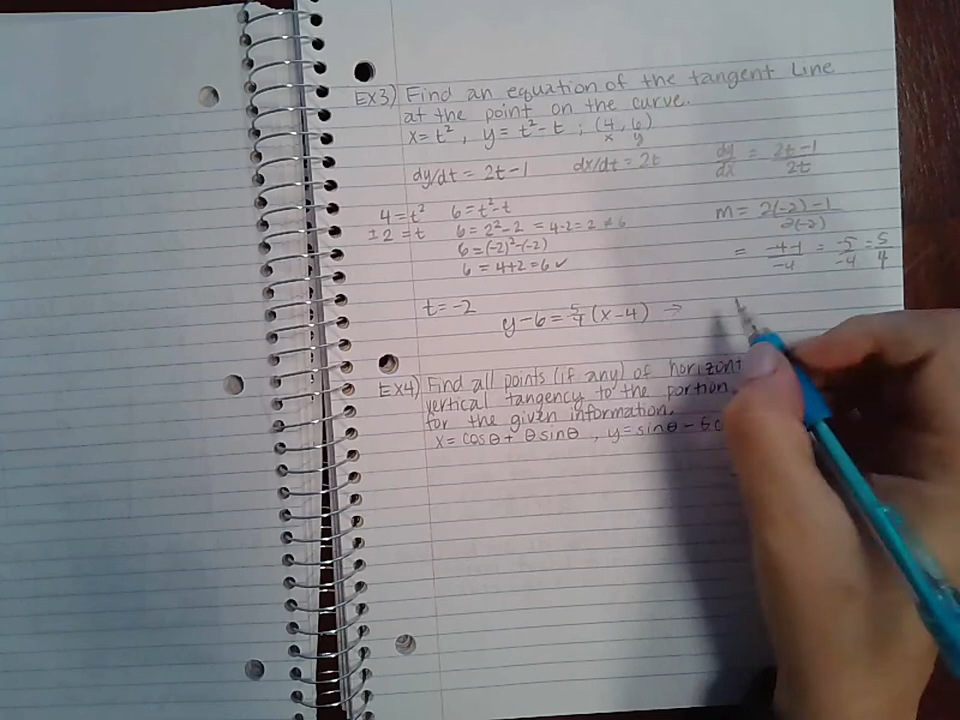 Ex3) Find an equation of the tangent line
at the point on the curve.
x = t², y = t² - t ; (4, 6)
x y
dy/dt = 2t - 1 dx/dt = 2t dy/dx = 2t-1/2t
4 = t² 6 = t² - t
±2 = t 6 = 2² - 2 = 4-2 = 2 ≠ 6
6 = (-2)² - (-2)
6 = 4+2 = 6 ✓
m = 2(-2)-1/2(-2)
= -4-1/-4 = -5/-4 = 5/4
t = -2
y - 6 = 5/4 (x - 4) →
Ex4) Find all points (if any) of
vertical tangency to the portion
for the given information.
x = cosθ + θsinθ , y = sinθ -